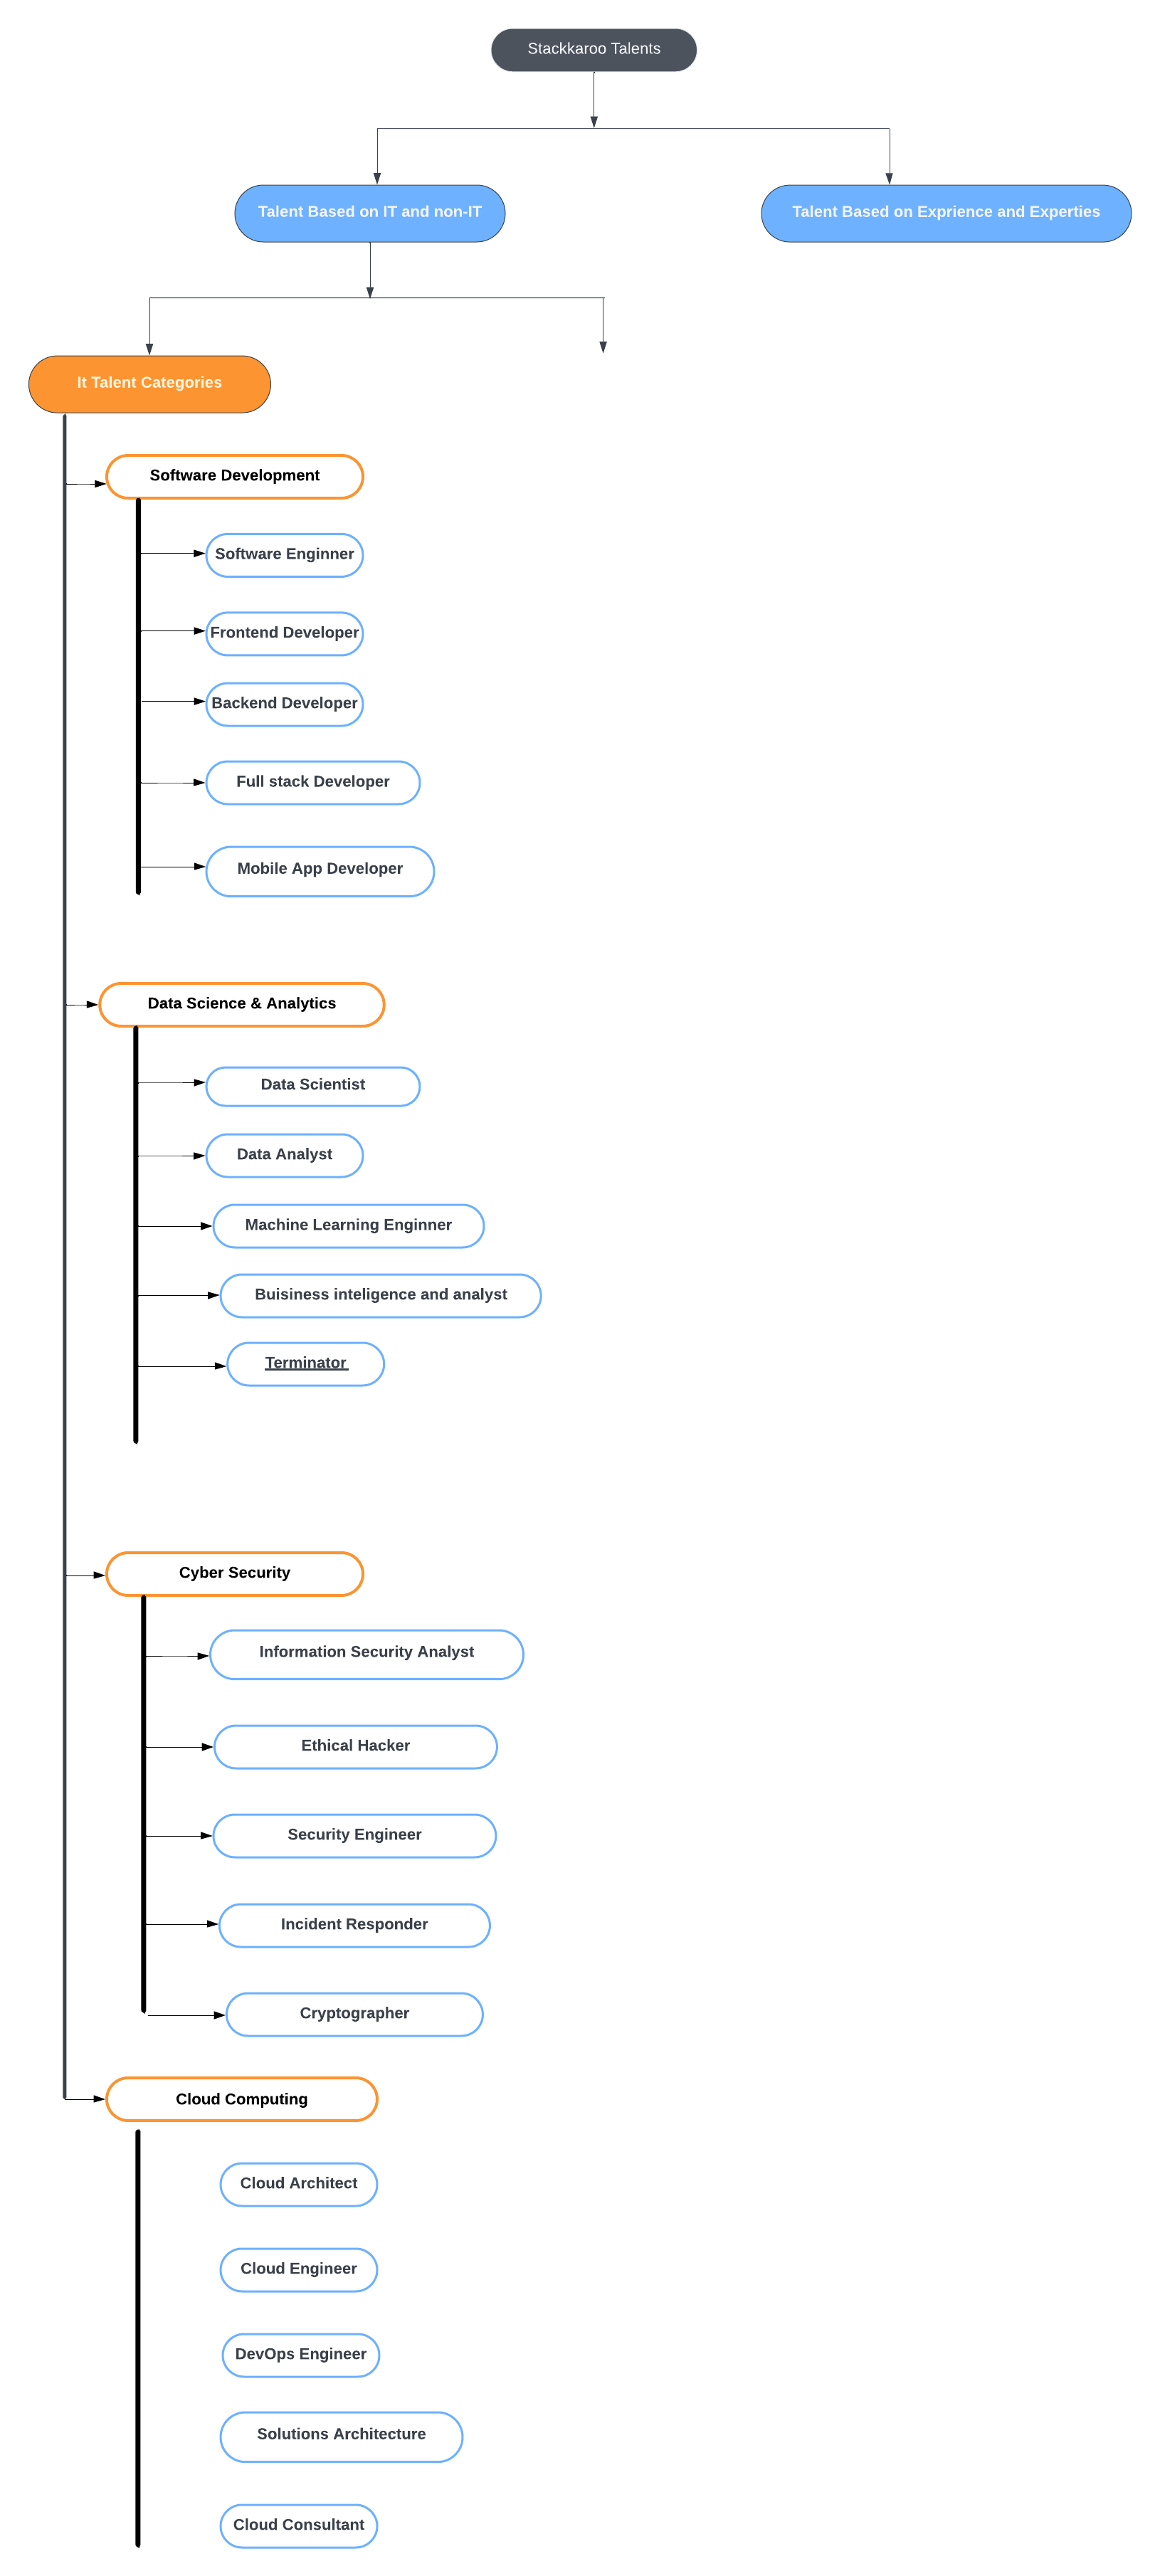 Stackkaroo Talents
Talent Based on IT and non-IT
Talent Based on Exprience and Experties
It Talent Categories
Software Development
Software Enginner
Frontend Developer
Backend Developer
Full stack Developer
Mobile App Developer
Data Science & Analytics
Data Scientist
Data Analyst
Machine Learning Enginner
Buisiness inteligence and analyst
Terminator
Cyber Security
Information Security Analyst
Ethical Hacker
Security Engineer
Incident Responder
Cryptographer
Cloud Computing
Cloud Architect
Cloud Engineer
DevOps Engineer
Solutions Architecture
Cloud Consultant